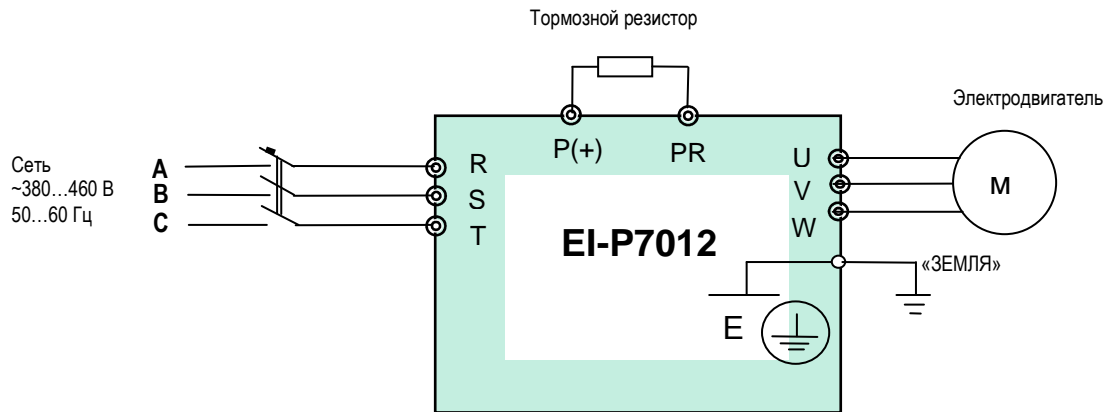 Тормозной резистор
Электродвигатель
P(+)
PR
Сеть
~380...460 В
50...60 Гц
A
B
C
R
S
T
U
V
W
M
EI-P7012
«ЗЕМЛЯ»
E